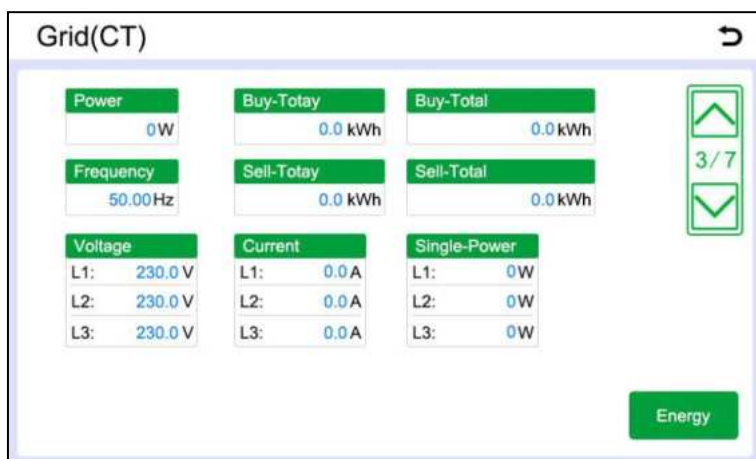 Grid(CT)
Power Buy-Totay Buy-Total
0W 0.0 kWh 0.0 kWh
3/7
Frequency Sell-Totay Sell-Total
50.00Hz 0.0 kWh 0.0 kWh
Voltage Current Single-Power
L1: 230.0 V L1: 0.0 A L1: 0W
L2: 230.0 V L2: 0.0 A L2: 0W
L3: 230.0 V L3: 0.0 A L3: 0W
Energy